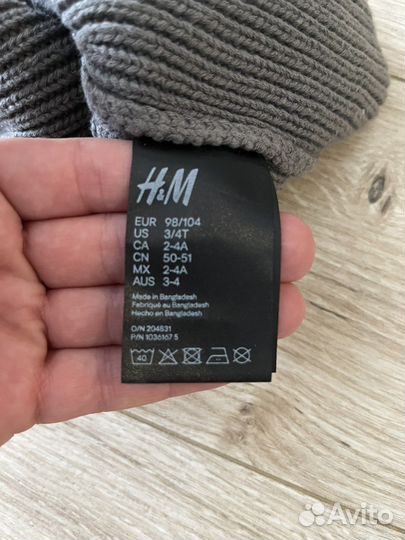 H&M
EUR 98/104
US 3/4T
CA 2-4A
CN 50-51
MX 2-4A
AUS 3-4
Made in Bangladesh
Fabriqué au Bangladesh
Hecho en Bangladesh
O/N 204831
P/N 1036167 5
40
Avito